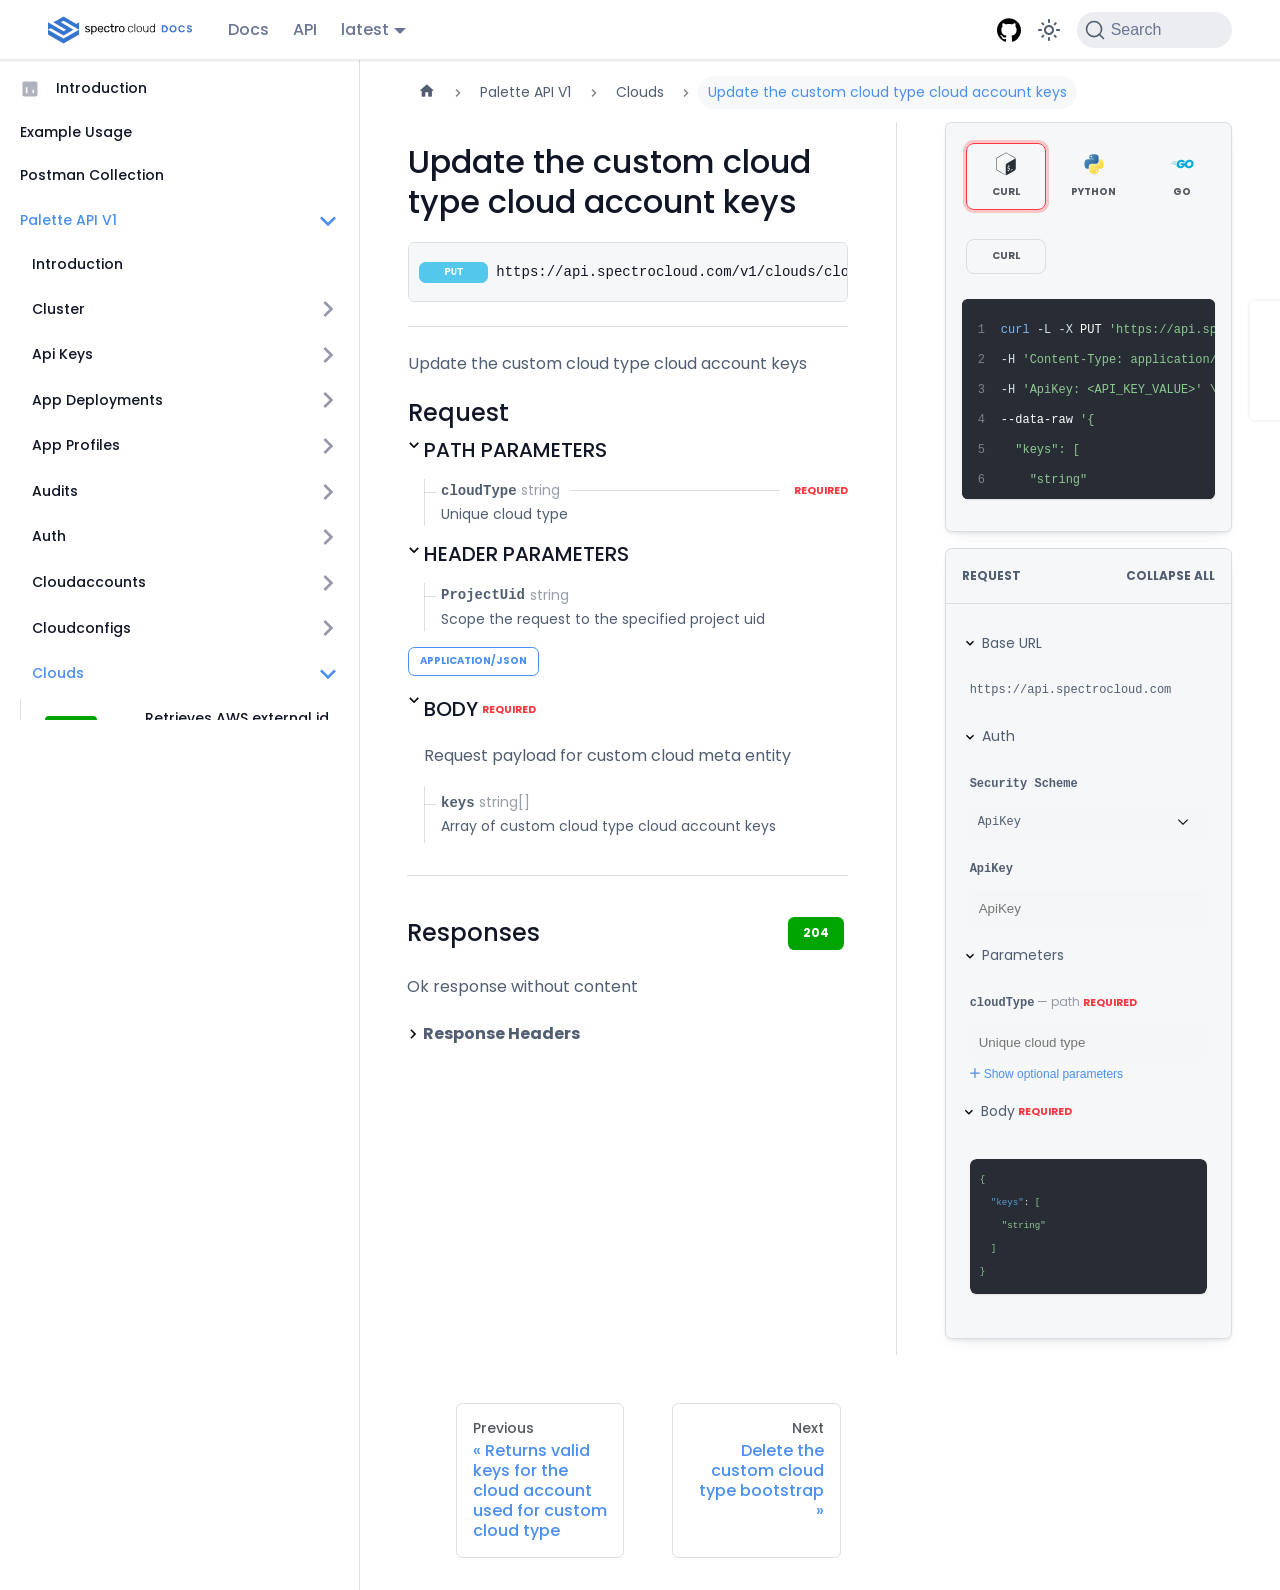 spectro cloud DOCS
Docs
API
latest
Search
Introduction
Example Usage
Postman Collection
Palette API V1
Introduction
Cluster
Api Keys
App Deployments
App Profiles
Audits
Auth
Cloudaccounts
Cloudconfigs
Clouds
Retrieves AWS external id
Palette API V1
Clouds
Update the custom cloud type cloud account keys
Update the custom cloud
type cloud account keys
PUT https://api.spectrocloud.com/v1/clouds/clo
Update the custom cloud type cloud account keys
Request
PATH PARAMETERS
cloudType string REQUIRED
Unique cloud type
HEADER PARAMETERS
ProjectUid string
Scope the request to the specified project uid
APPLICATION/JSON
BODY REQUIRED
Request payload for custom cloud meta entity
keys string[]
Array of custom cloud type cloud account keys
Responses
204
Ok response without content
Response Headers
CURL
PYTHON
GO
CURL
1 curl -L -X PUT 'https://api.sp
2 -H 'Content-Type: application/
3 -H 'ApiKey: <API_KEY_VALUE>' \
4 --data-raw '{
5 "keys": [
6 "string"
REQUEST
COLLAPSE ALL
Base URL
https://api.spectrocloud.com
Auth
Security Scheme
ApiKey
ApiKey
ApiKey
Parameters
cloudType — path REQUIRED
Unique cloud type
Show optional parameters
Body REQUIRED
{
"keys": [
"string"
]
}
Previous
« Returns valid
keys for the
cloud account
used for custom
cloud type
Next
Delete the
custom cloud
type bootstrap
»